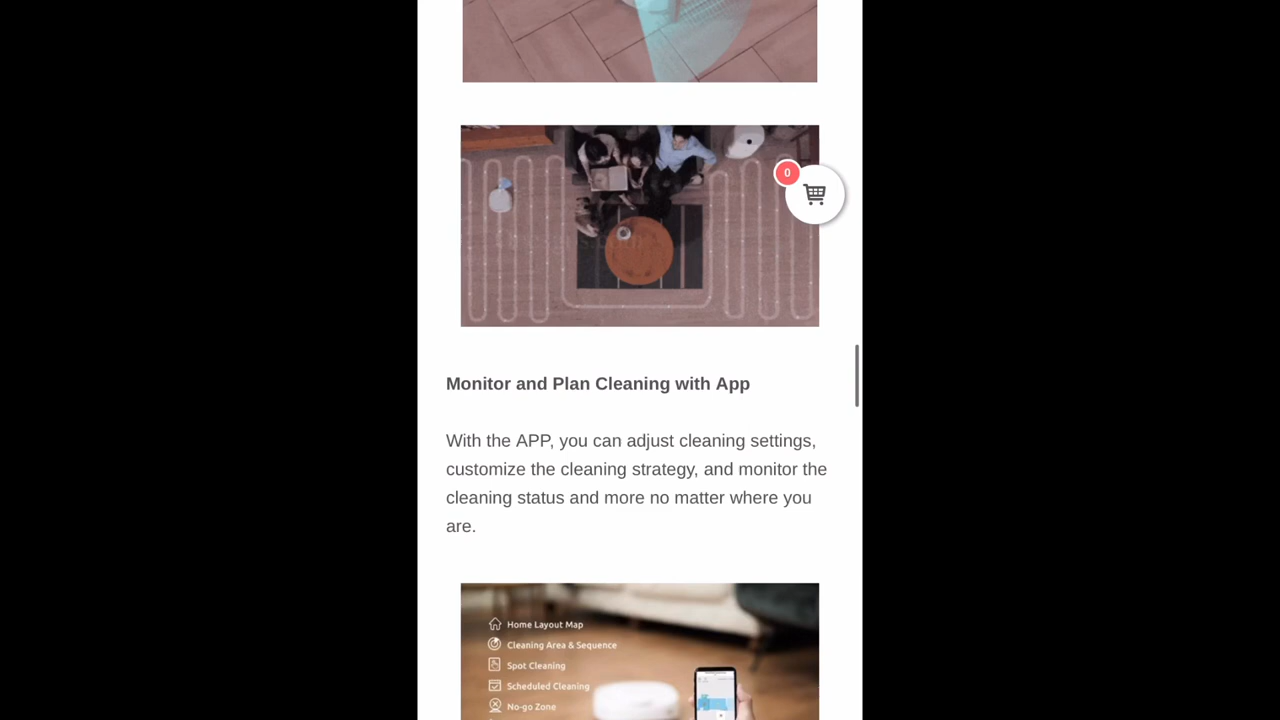 0
Monitor and Plan Cleaning with App
With the APP, you can adjust cleaning settings,
customize the cleaning strategy, and monitor the
cleaning status and more no matter where you
are.
Home Layout Map
Cleaning Area & Sequence
Spot Cleaning
Scheduled Cleaning
No-go Zone